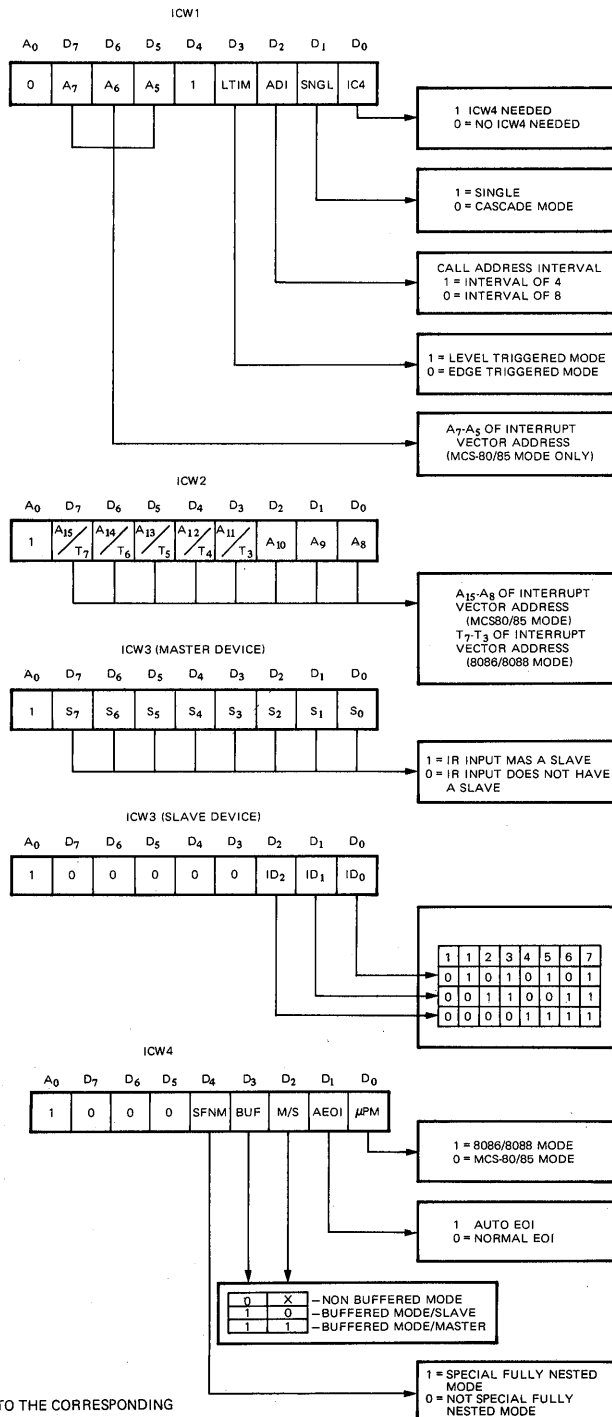 ICW1
A0 D7 D6 D5 D4 D3 D2 D1 D0
0 A7 A6 A5 1 LTIM ADI SNGL IC4
1 ICW4 NEEDED
0 = NO ICW4 NEEDED
1 = SINGLE
0 = CASCADE MODE
CALL ADDRESS INTERVAL
1 = INTERVAL OF 4
0 = INTERVAL OF 8
1 = LEVEL TRIGGERED MODE
0 = EDGE TRIGGERED MODE
A7-A5 OF INTERRUPT
VECTOR ADDRESS
(MCS-80/85 MODE ONLY)
ICW2
A0 D7 D6 D5 D4 D3 D2 D1 D0
1 A15/T7 A14/T6 A13/T5 A12/T4 A11/T3 A10 A9 A8
A15-A8 OF INTERRUPT
VECTOR ADDRESS
(MCS80/85 MODE)
T7-T3 OF INTERRUPT
VECTOR ADDRESS
(8086/8088 MODE)
ICW3 (MASTER DEVICE)
A0 D7 D6 D5 D4 D3 D2 D1 D0
1 S7 S6 S5 S4 S3 S2 S1 S0
1 = IR INPUT MAS A SLAVE
0 = IR INPUT DOES NOT HAVE
A SLAVE
ICW3 (SLAVE DEVICE)
A0 D7 D6 D5 D4 D3 D2 D1 D0
1 0 0 0 0 0 ID2 ID1 ID0
1 1 2 3 4 5 6 7
0 1 0 1 0 1 0 1
0 0 1 1 0 0 1 1
0 0 0 0 1 1 1 1
ICW4
A0 D7 D6 D5 D4 D3 D2 D1 D0
1 0 0 0 SFNM BUF M/S AEOI μPM
1 = 8086/8088 MODE
0 = MCS-80/85 MODE
1 AUTO EOI
0 = NORMAL EOI
0 X – NON BUFFERED MODE
1 0 – BUFFERED MODE/SLAVE
1 1 – BUFFERED MODE/MASTER
1 = SPECIAL FULLY NESTED
MODE
0 = NOT SPECIAL FULLY
NESTED MODE
TO THE CORRESPONDING